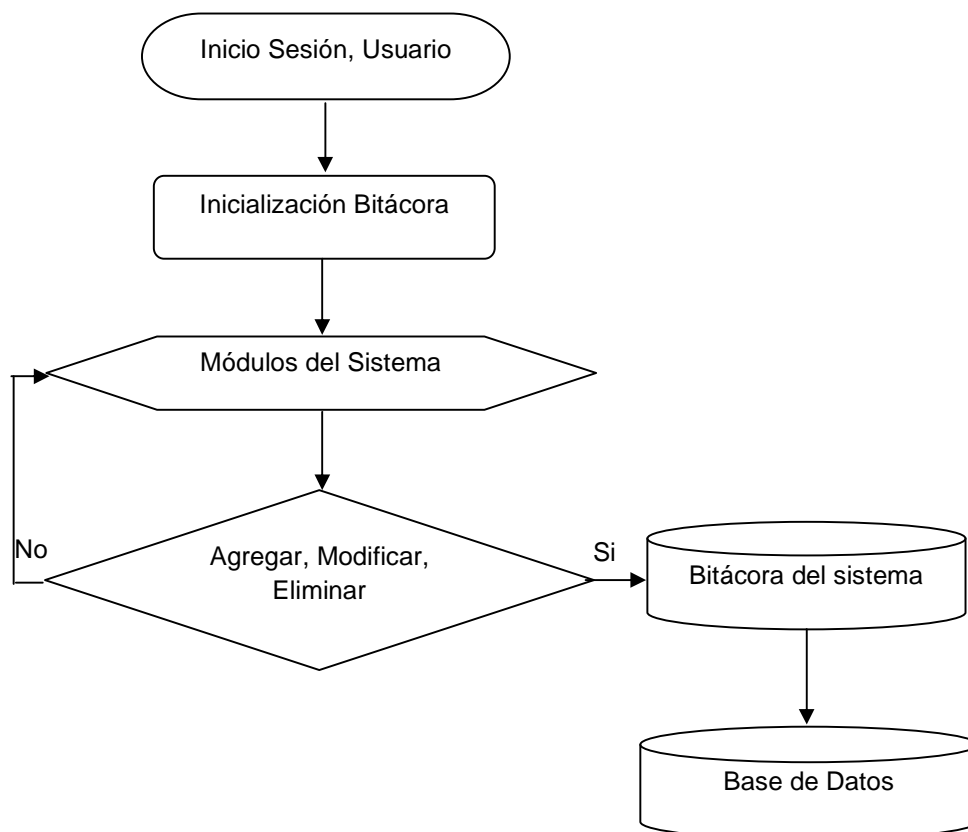 Inicio Sesión, Usuario
Inicialización Bitácora
Módulos del Sistema
No
Agregar, Modificar,
Eliminar
Si
Bitácora del sistema
Base de Datos